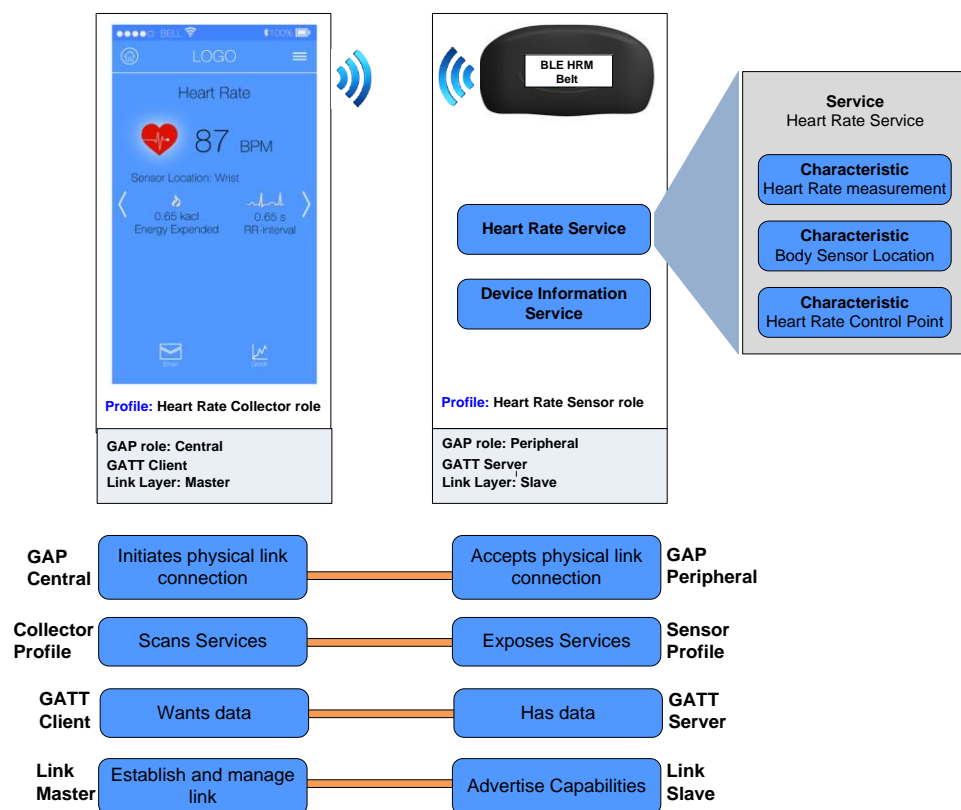 BELL 100%
LOGO
Heart Rate
87 BPM
Sensor Location: Wrist
0.65 kacl
Energy Expended
0.65 s
RR-interval
Email
Graph
Profile: Heart Rate Collector role
GAP role: Central
GATT Client
Link Layer: Master
BLE HRM
Belt
Heart Rate Service
Device Information
Service
Profile: Heart Rate Sensor role
GAP role: Peripheral
GATT Server
Link Layer: Slave
Service
Heart Rate Service
Characteristic
Heart Rate measurement
Characteristic
Body Sensor Location
Characteristic
Heart Rate Control Point
GAP
Central
Initiates physical link
connection
Accepts physical link
connection
GAP
Peripheral
Collector
Profile
Scans Services
Exposes Services
Sensor
Profile
GATT
Client
Wants data
Has data
GATT
Server
Link
Master
Establish and manage
link
Advertise Capabilities
Link
Slave